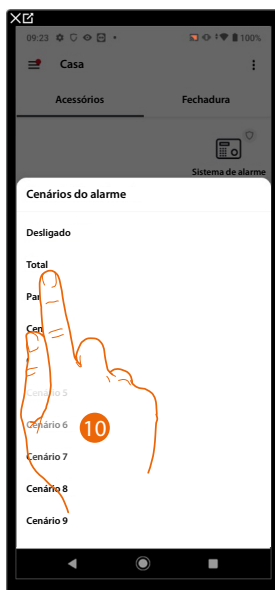 09:23
100%
Casa
Acessórios
Fechadura
Sistema de alarme
Cenários do alarme
Desligado
Total
Cenário 5
Cenário 6
10
Cenário 7
Cenário 8
Cenário 9